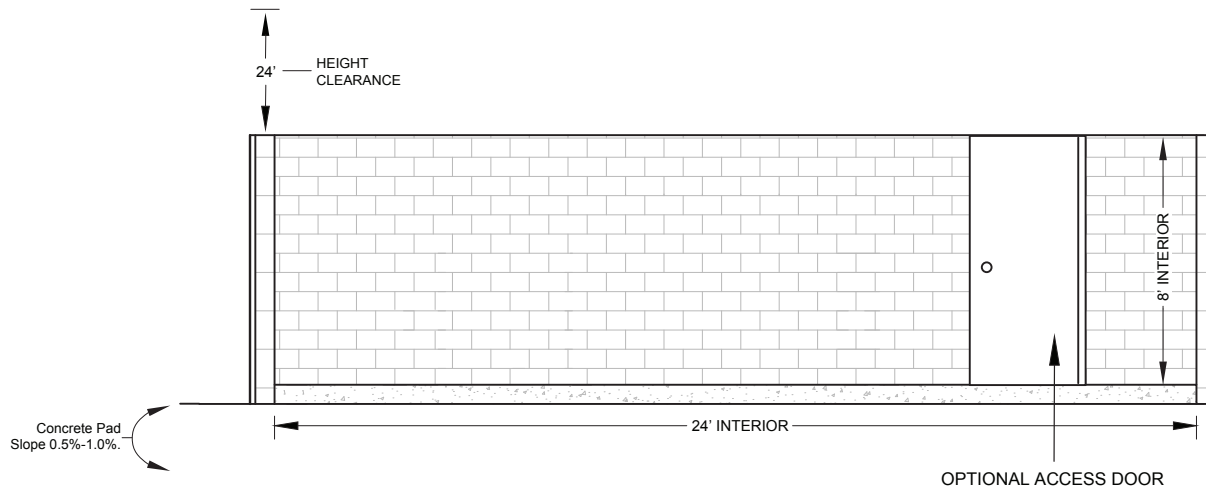 24’
HEIGHT
CLEARANCE
8’ INTERIOR
Concrete Pad
Slope 0.5%-1.0%.
24’ INTERIOR
OPTIONAL ACCESS DOOR